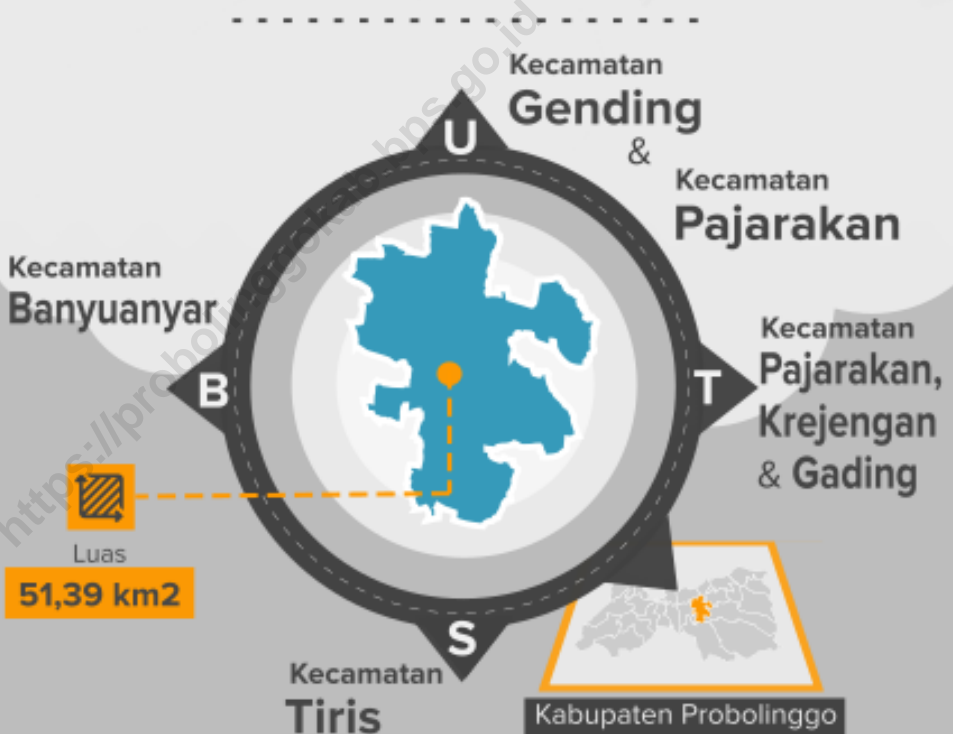 Kecamatan
Gending
&
Kecamatan
Pajarakan
U
Kecamatan
Banyuanyar
B
T
Kecamatan
Pajarakan,
Krejengan
& Gading
Luas
51,39 km2
S
Kecamatan
Tiris
Kabupaten Probolinggo
https://probolinggokab.bps.go.id